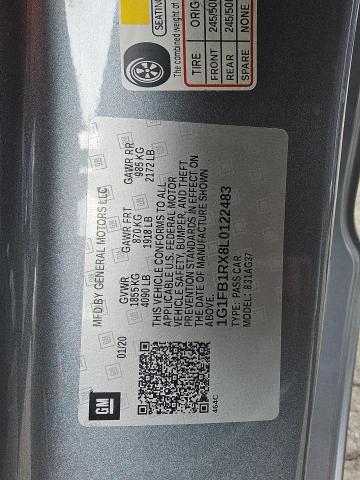 GM
MFD BY GENERAL MOTORS LLC
01/20
GVWR
1855 KG
4090 LB
GAWR FRT
870 KG
1918 LB
GAWR RR
985 KG
2172 LB
THIS VEHICLE CONFORMS TO ALL
APPLICABLE U.S. FEDERAL MOTOR
VEHICLE SAFETY, BUMPER, AND THEFT
PREVENTION STANDARDS IN EFFECT ON
THE DATE OF MANUFACTURE SHOWN
ABOVE.
1G1FB1RX8L0122483
TYPE: PASS CAR
MODEL: 831AG37
464C
SEATING
The combined weight of
TIRE ORIG
FRONT 245/50
REAR 245/50
SPARE NONE